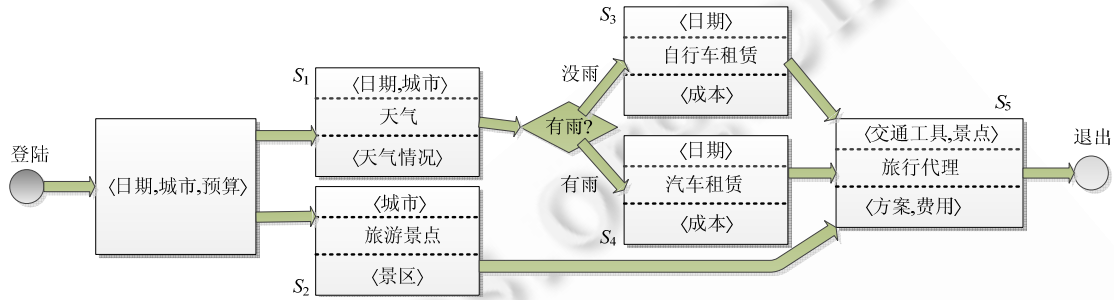 登陆
〈日期,城市,预算〉
S1
〈日期,城市〉
天气
〈天气情况〉
S2
〈城市〉
旅游景点
〈景区〉
有雨?
没雨
有雨
S3
〈日期〉
自行车租赁
〈成本〉
S4
〈日期〉
汽车租赁
〈成本〉
S5
〈交通工具,景点〉
旅行代理
〈方案,费用〉
退出